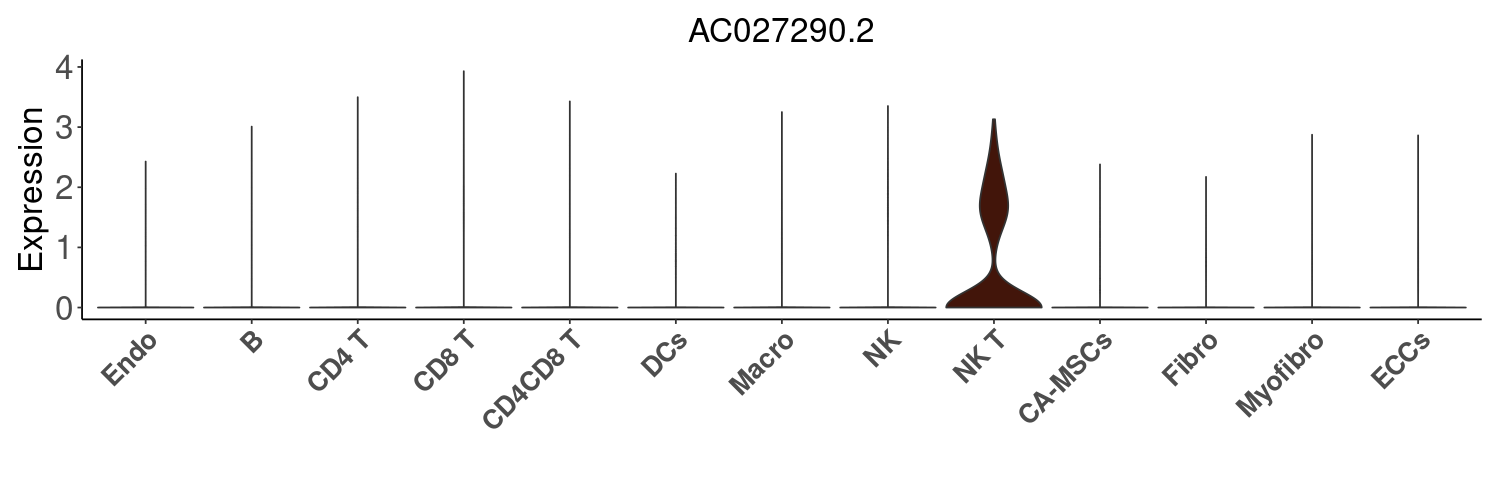 AC027290.2
Expression
4
3
2
1
0
Endo
B
CD4 T
CD8 T
CD4CD8 T
DCs
Macro
NK
NK T
CA-MSCs
Fibro
Myofibro
ECCs